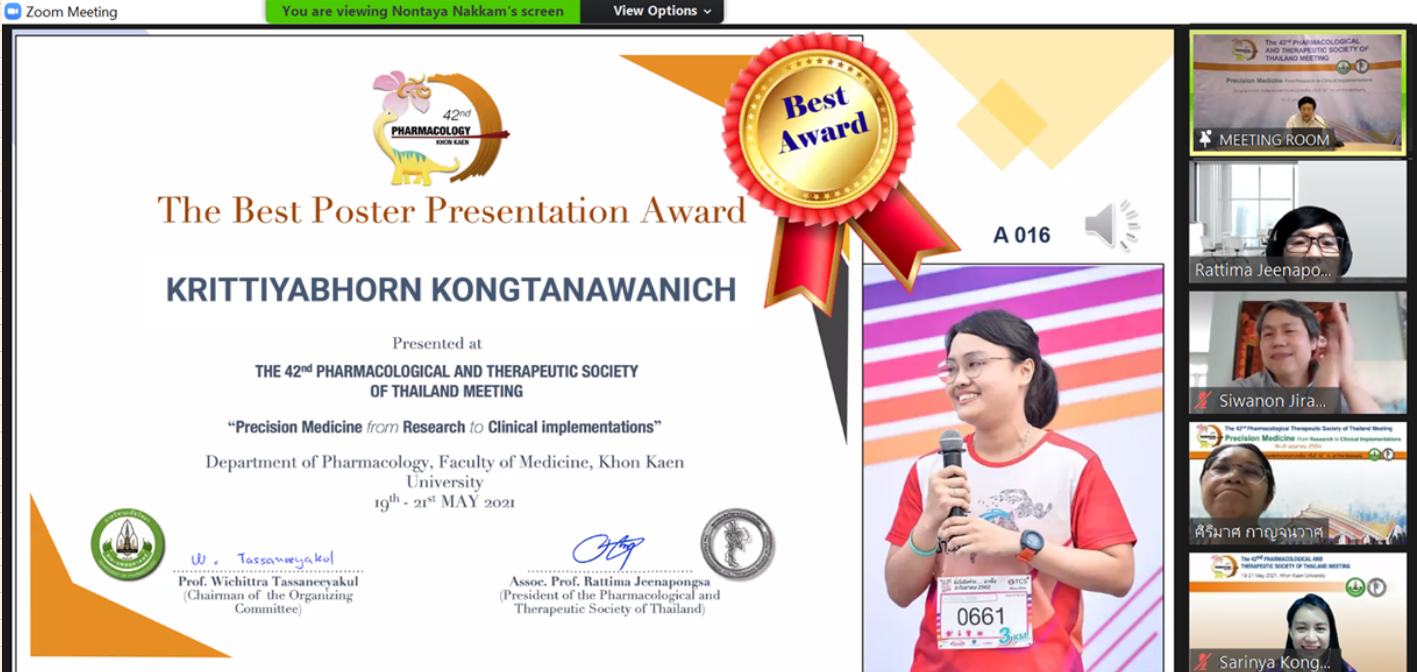 Zoom Meeting
You are viewing Nontaya Nakkam's screen
View Options
42nd
PHARMACOLOGY
KHON KAEN
Best
Award
The Best Poster Presentation Award
A 016
KRITTIYABHORN KONGTANAWANICH
Presented at
THE 42nd PHARMACOLOGICAL AND THERAPEUTIC SOCIETY
OF THAILAND MEETING
“Precision Medicine from Research to Clinical implementations”
Department of Pharmacology, Faculty of Medicine, Khon Kaen
University
19th - 21st MAY 2021
W. Tassaneeyakul
Prof. Wichittra Tassaneeyakul
(Chairman of the Organizing
Committee)
Assoc. Prof. Rattima Jeenapongsa
(President of the Pharmacological and
Therapeutic Society of Thailand)
TCS
0661
3KM
The 42nd PHARMACOLOGICAL
AND THERAPEUTIC SOCIETY OF
THAILAND MEETING
Precision Medicine From Research to Clinical Implementations
MEETING ROOM
Rattima Jeenapo...
Siwanon Jira...
The 42nd Pharmacological Therapeutic Society of Thailand Meeting
Precision Medicine From Research to Clinical Implementations
ศิริมาศ กาญจนวาศ
The 42nd PHARMACOLOGICAL AND
THERAPEUTIC SOCIETY OF THAILAND MEETING
19-21 May 2021, Khon Kaen University
Sarinya Kong...